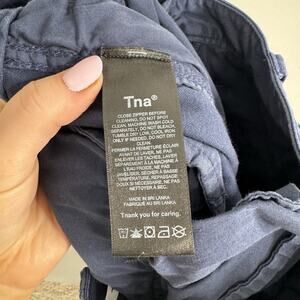 Tna®
CLOSE ZIPPER BEFORE
CLEANING. DO NOT SPOT
CLEAN, MACHINE WASH COLD
SEPARATELY, DO NOT BLEACH,
TUMBLE DRY LOW, COOL IRON
ONLY IF NEEDED. DO NOT DRY
CLEAN.
FERMER LA FERMETURE ÉCLAIR
AVANT DE LAVER. NE PAS
NETTOYER LES TACHES. LAVER
SÉPARÉMENT À LA MACHINE
À L'EAU FROIDE. NE PAS
JAVELLISER. SÉCHER À BASSE
TEMPÉRATURE. REPASSAGE
DOUX SI NÉCESSAIRE. NE PAS
NETTOYER À SEC.
MADE IN SRI LANKA
FABRIQUÉ AU SRI LANKA
Thank you for caring.